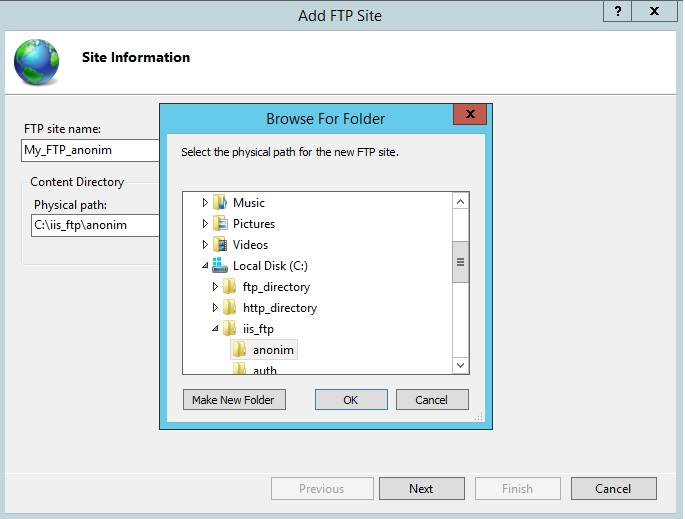 Add FTP Site
? x
Site Information
FTP site name:
My_FTP_anonim
Content Directory
Physical path:
C:\iis_ftp\anonim
Browse For Folder
x
Select the physical path for the new FTP site.
Music
Pictures
Videos
Local Disk (C:)
ftp_directory
http_directory
iis_ftp
anonim
auth
Make New Folder OK Cancel
Previous Next Finish Cancel